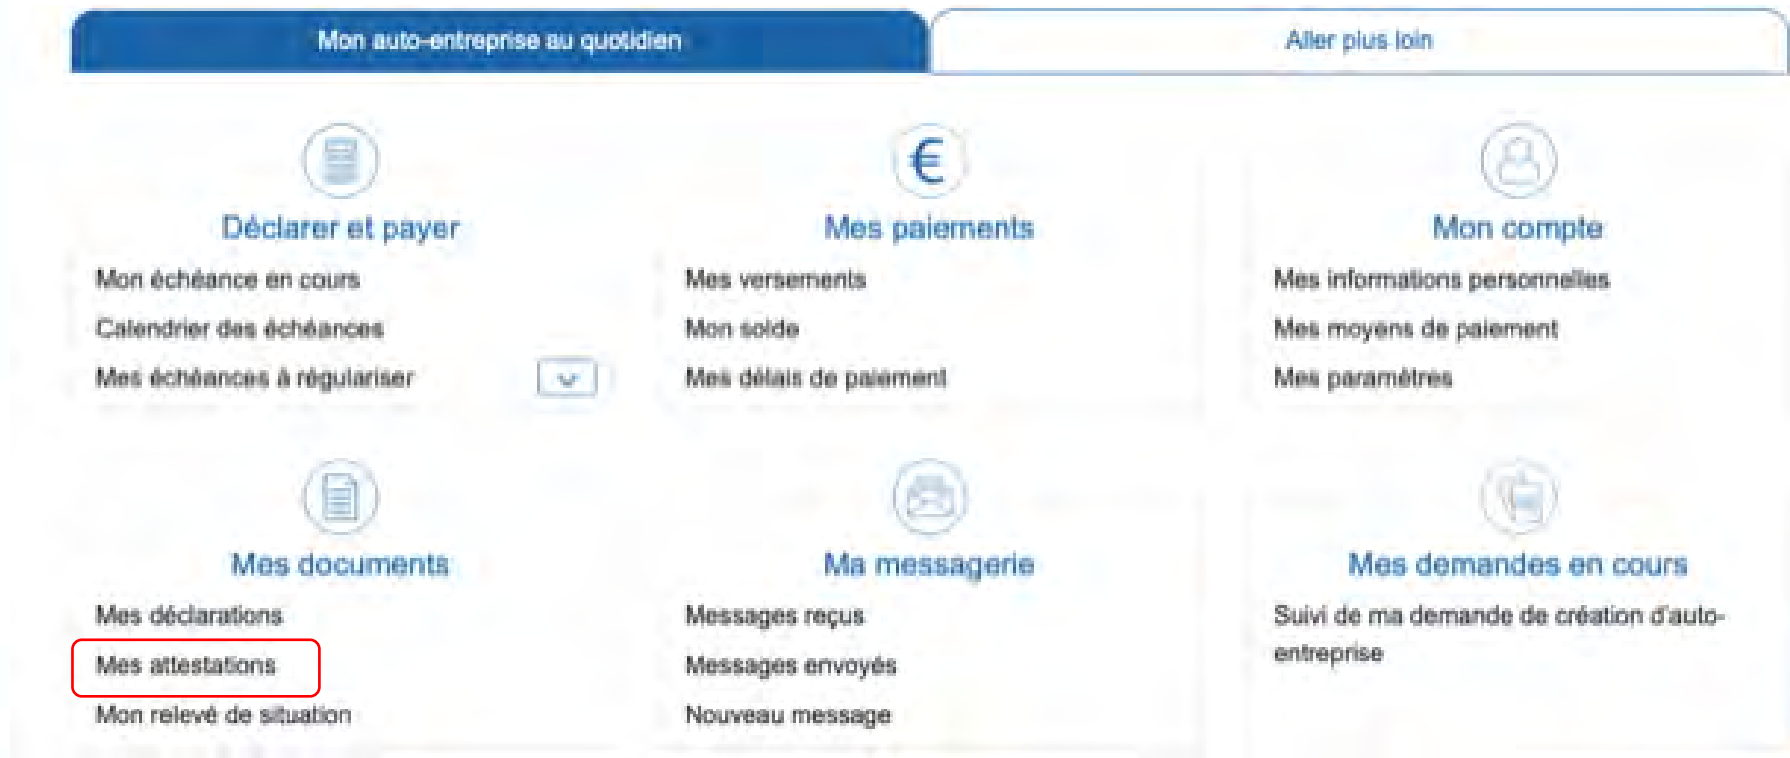 Mon auto-entreprise au quotidien
Aller plus loin
Déclarer et payer
Mon échéance en cours
Calendrier des échéances
Mes échéances à régulariser
€
Mes paiements
Mes versements
Mon solde
Mes délais de paiement
Mon compte
Mes informations personnelles
Mes moyens de paiement
Mes paramètres
Mes documents
Mes déclarations
Mes attestations
Mon relevé de situation
Ma messagerie
Messages reçus
Messages envoyés
Nouveau message
Mes demandes en cours
Suivi de ma demande de création d'auto-
entreprise